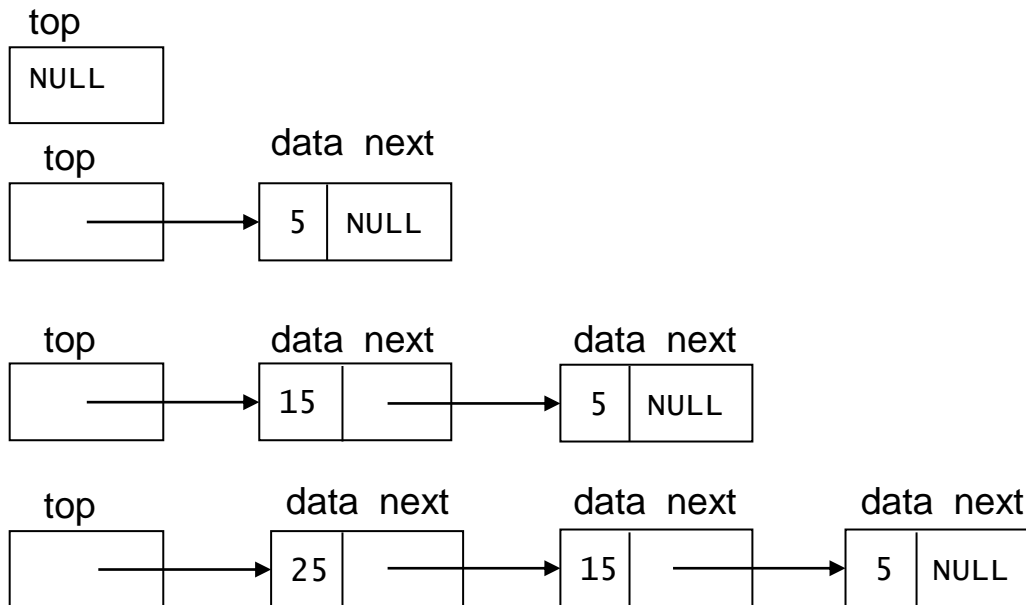 top
NULL
top data next
5 NULL
top data next data next
15 5 NULL
top data next data next data next
25 15 5 NULL